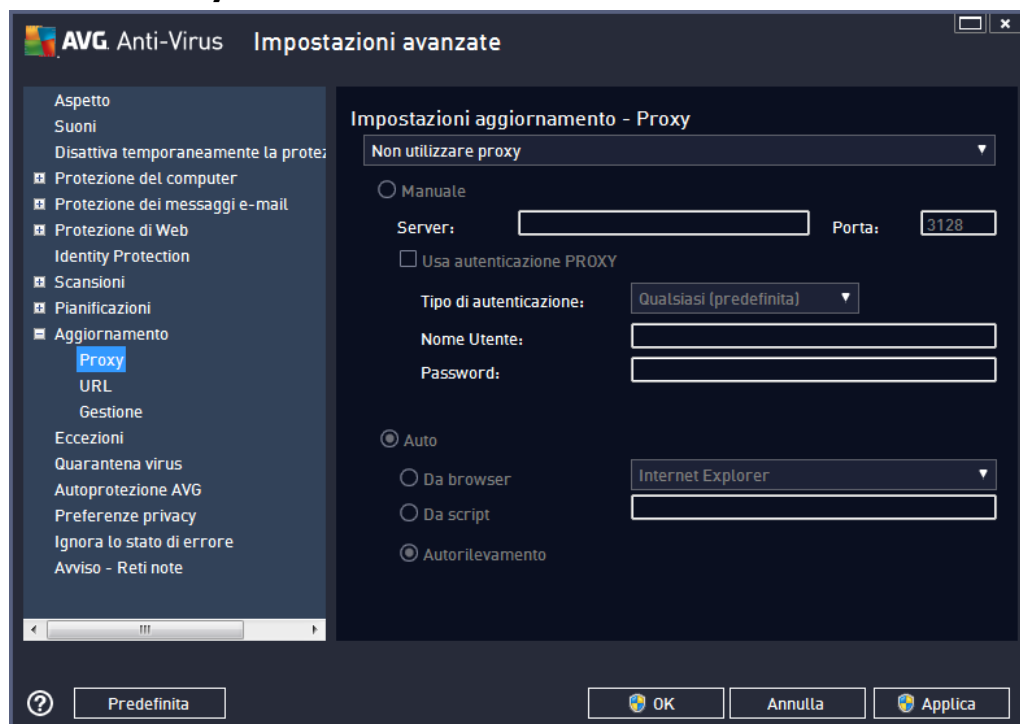 AVG. Anti-Virus Impostazioni avanzate
Aspetto
Suoni
Disattiva temporaneamente la protez
Protezione del computer
Protezione dei messaggi e-mail
Protezione di Web
Identity Protection
Scansioni
Pianificazioni
Aggiornamento
Proxy
URL
Gestione
Eccezioni
Quarantena virus
Autoprotezione AVG
Preferenze privacy
Ignora lo stato di errore
Avviso - Reti note
Impostazioni aggiornamento - Proxy
Non utilizzare proxy
Manuale
Server: Porta: 3128
Usa autenticazione PROXY
Tipo di autenticazione: Qualsiasi (predefinita)
Nome Utente:
Password:
Auto
Da browser Internet Explorer
Da script
Autorilevamento
Predefinita OK Annulla Applica